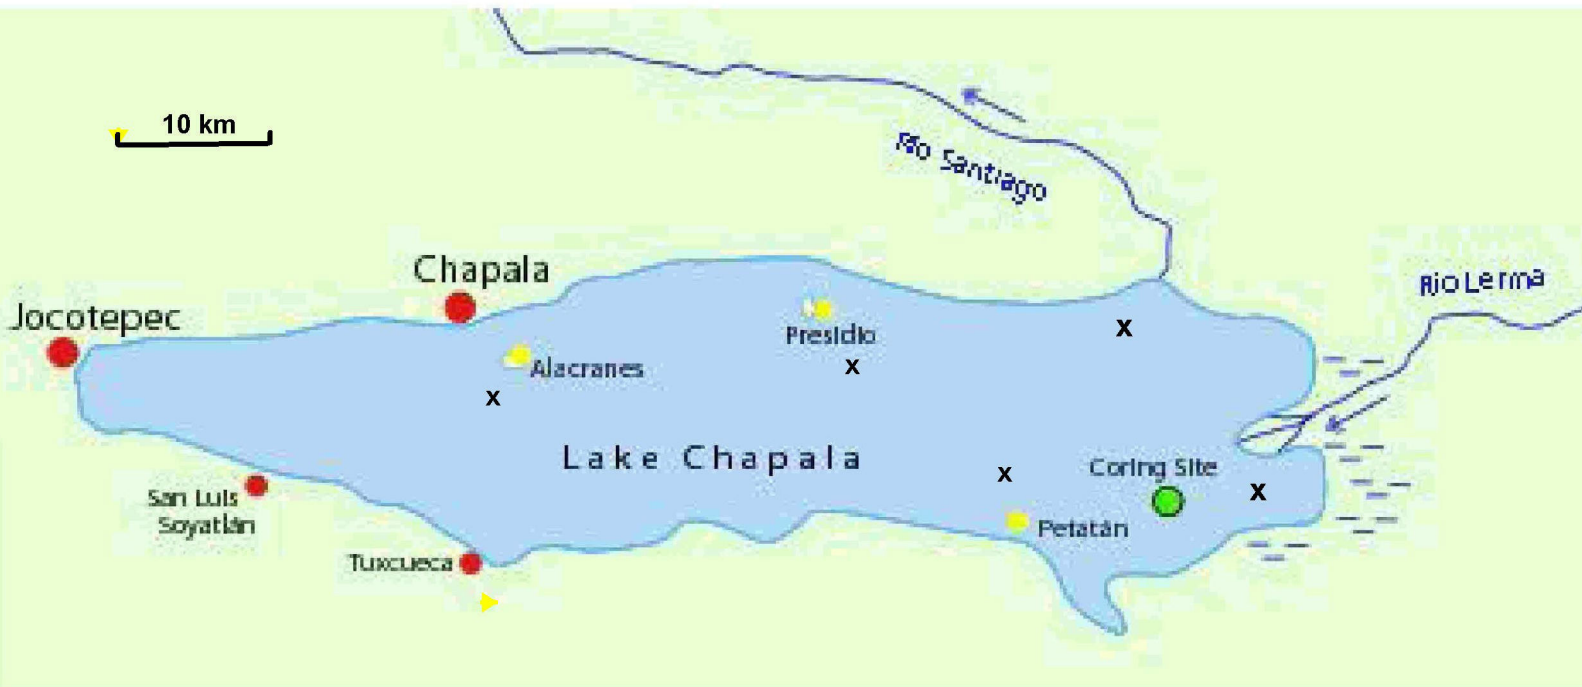 10 km
Rio Santiago
Chapala
Rio Lerma
Jocotepec
Presidio
x
Alacranes
x
x
Lake Chapala
Coring Site
x
x
San Luis
Soyatlán
Petatán
Tuxcueca